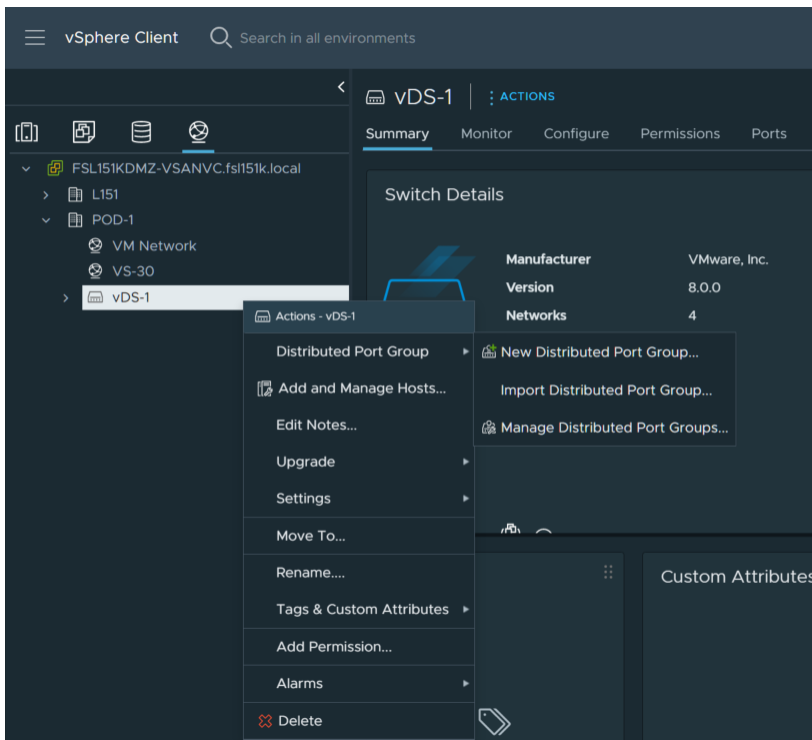 vSphere Client
Search in all environments
vDS-1
ACTIONS
Summary Monitor Configure Permissions Ports
FSL151KDMZ-VSANVC.fsl151k.local
L151
POD-1
VM Network
VS-30
vDS-1
Switch Details
Manufacturer VMware, Inc.
Version 8.0.0
Networks 4
Actions - vDS-1
Distributed Port Group
Add and Manage Hosts...
Edit Notes...
Upgrade
Settings
Move To...
Rename....
Tags & Custom Attributes
Add Permission...
Alarms
Delete
New Distributed Port Group...
Import Distributed Port Group...
Manage Distributed Port Groups...
Custom Attributes